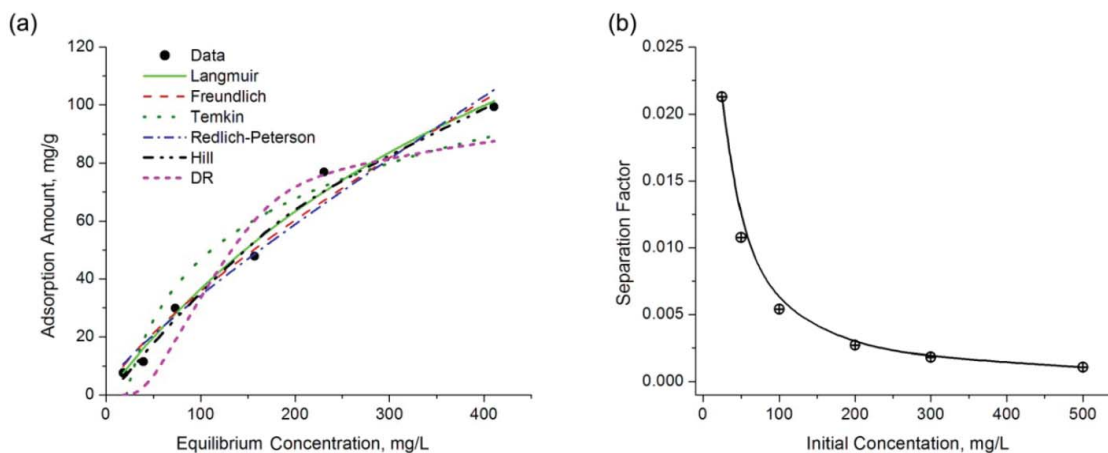 (a)
120
100
80
60
40
20
0
Adsorption Amount, mg/g
Data
Langmuir
Freundlich
Temkin
Redlich-Peterson
Hill
DR
0 100 200 300 400
Equilibrium Concentration, mg/L
(b)
0.025
0.020
0.015
0.010
0.005
0.000
Separation Factor
0 100 200 300 400 500
Initial Concentation, mg/L